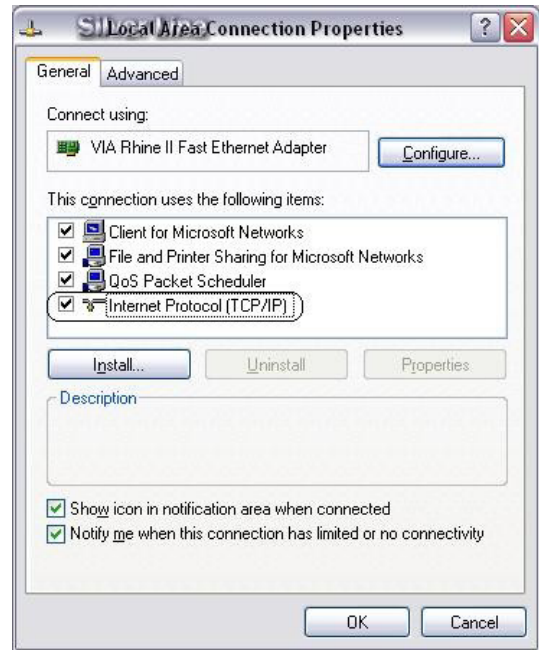 Local Area Connection Properties
General Advanced
Connect using:
VIA Rhine II Fast Ethernet Adapter Configure...
This connection uses the following items:
Client for Microsoft Networks
File and Printer Sharing for Microsoft Networks
QoS Packet Scheduler
Internet Protocol (TCP/IP)
Install... Uninstall Properties
Description
Show icon in notification area when connected
Notify me when this connection has limited or no connectivity
OK Cancel